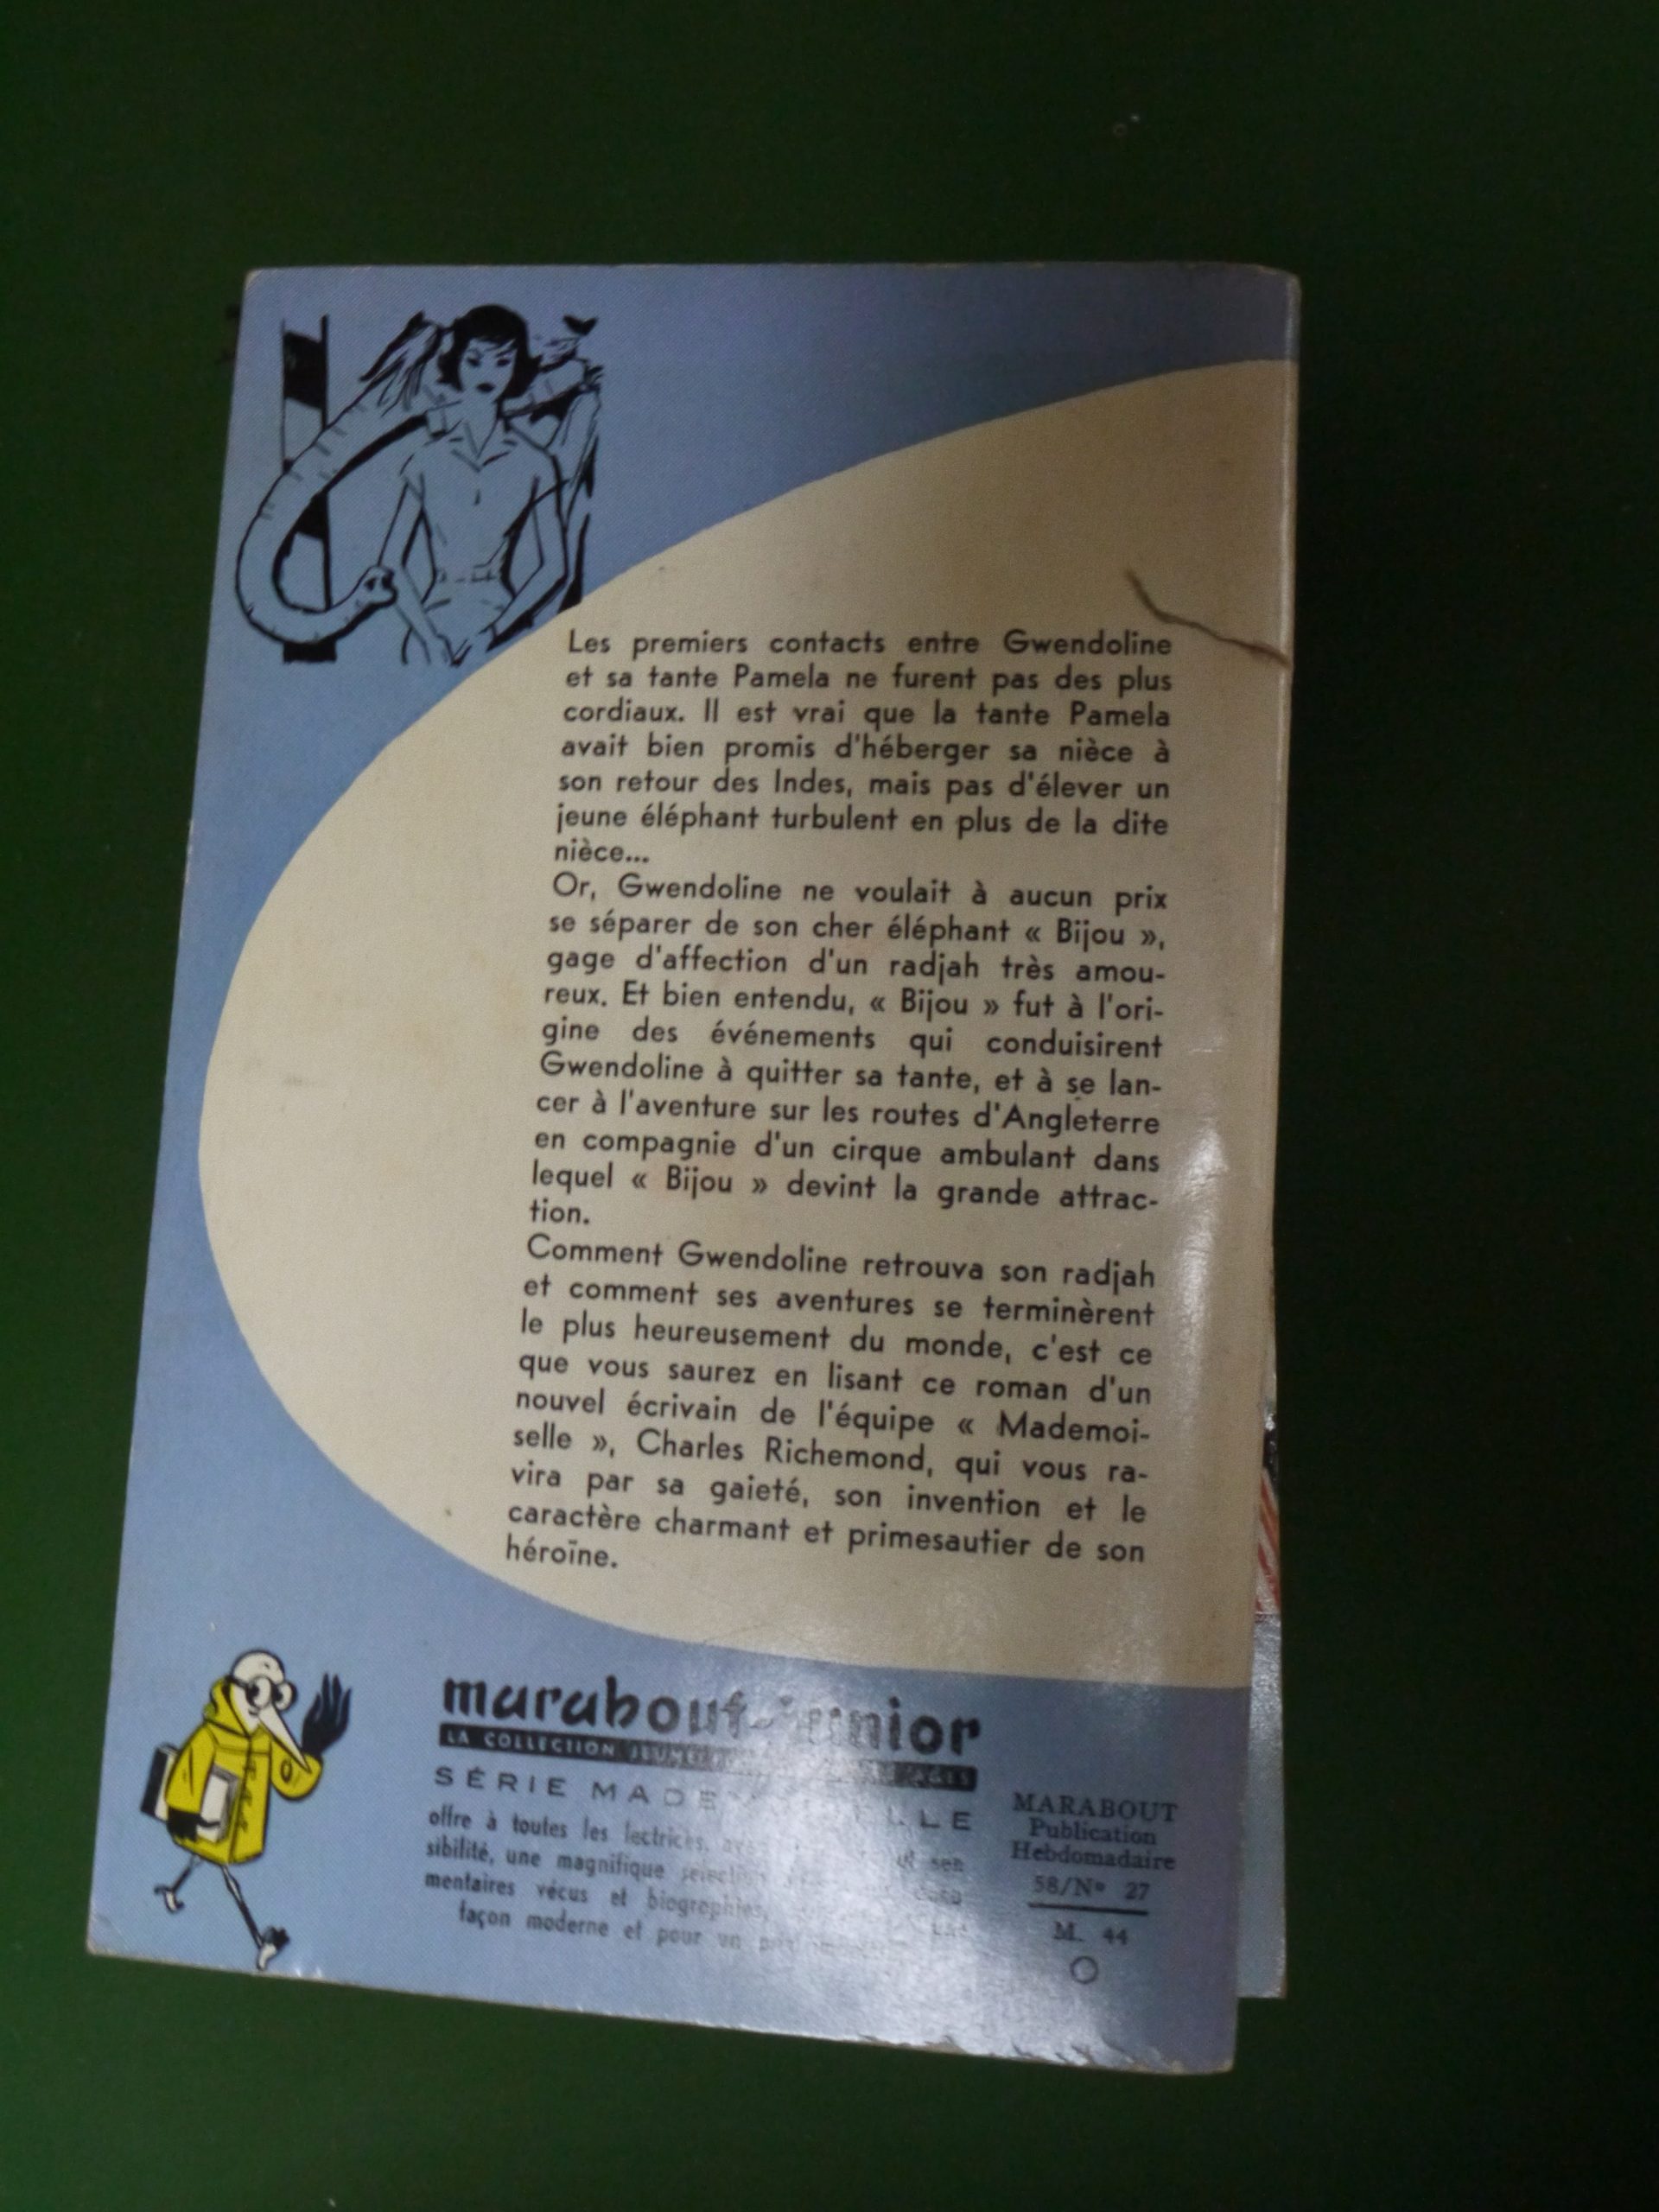 Les premiers contacts entre Gwendoline
et sa tante Pamela ne furent pas des plus
cordiaux. Il est vrai que la tante Pamela
avait bien promis d'héberger sa nièce à
son retour des Indes, mais pas d'élever un
jeune éléphant turbulent en plus de la dite
nièce...
Or, Gwendoline ne voulait à aucun prix
se séparer de son cher éléphant « Bijou »,
gage d'affection d'un radjah très amou-
reux. Et bien entendu, « Bijou » fut à l'ori-
gine des événements qui conduisirent
Gwendoline à quitter sa tante, et à se lan-
cer à l'aventure sur les routes d'Angleterre
en compagnie d'un cirque ambulant dans
lequel « Bijou » devint la grande attrac-
tion.
Comment Gwendoline retrouva son radjah
et comment ses aventures se terminèrent
le plus heureusement du monde, c'est ce
que vous saurez en lisant ce roman d'un
nouvel écrivain de l'équipe « Mademoi-
selle », Charles Richemond, qui vous ra-
vira par sa gaieté, son invention et le
caractère charmant et primesautier de son
héroïne.
marabout-junior
LA COLLECTION
SÉRIE MADEMOISELLE
offre à toutes les lectrices,
sibilité, une magnifique
mentaires vécus et biographies,
façon moderne et pour un prix
MARABOUT
Publication
Hebdomadaire
58/N° 27
M. 44